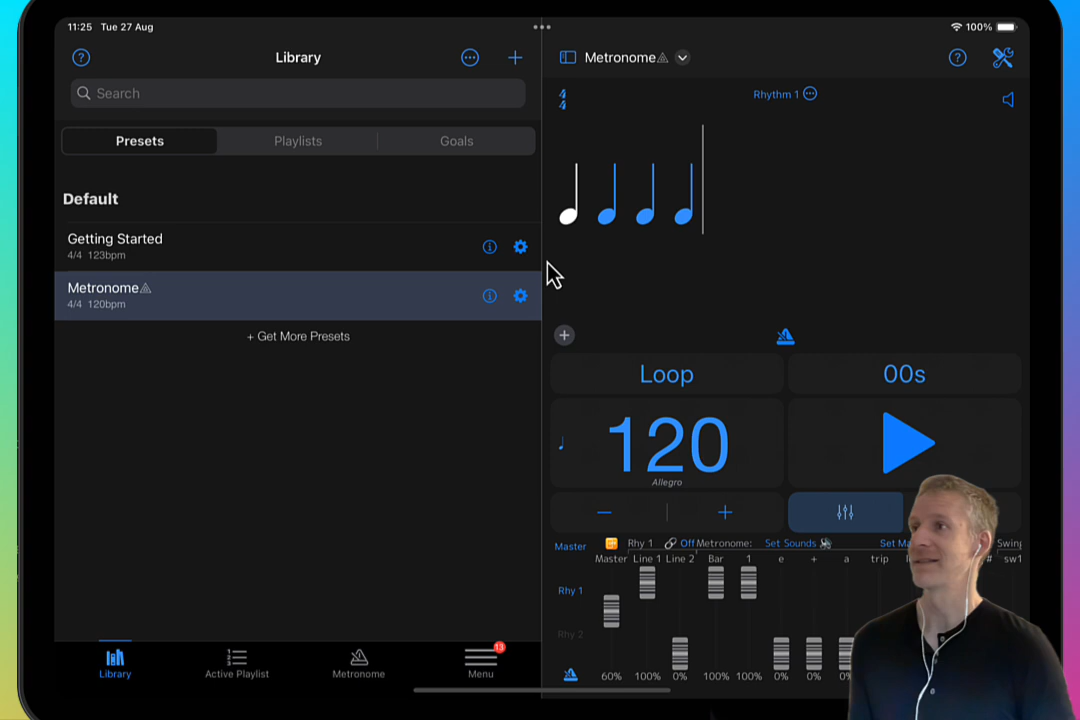 11:25 Tue 27 Aug
100%
Library
Metronome
Search
Rhythm 1
4
4
Presets
Playlists
Goals
Default
Getting Started
4/4 123bpm
Metronome
4/4 120bpm
+ Get More Presets
Loop
00s
120
Allegro
Master
Rhy 1
Off
Metronome:
Set Sounds
Swing
Master Line 1 Line 2 Bar 1 e + a trip # sw1
Rhy 1
Rhy 2
60% 100% 0% 100% 100% 0% 0%
13
Library
Active Playlist
Metronome
Menu